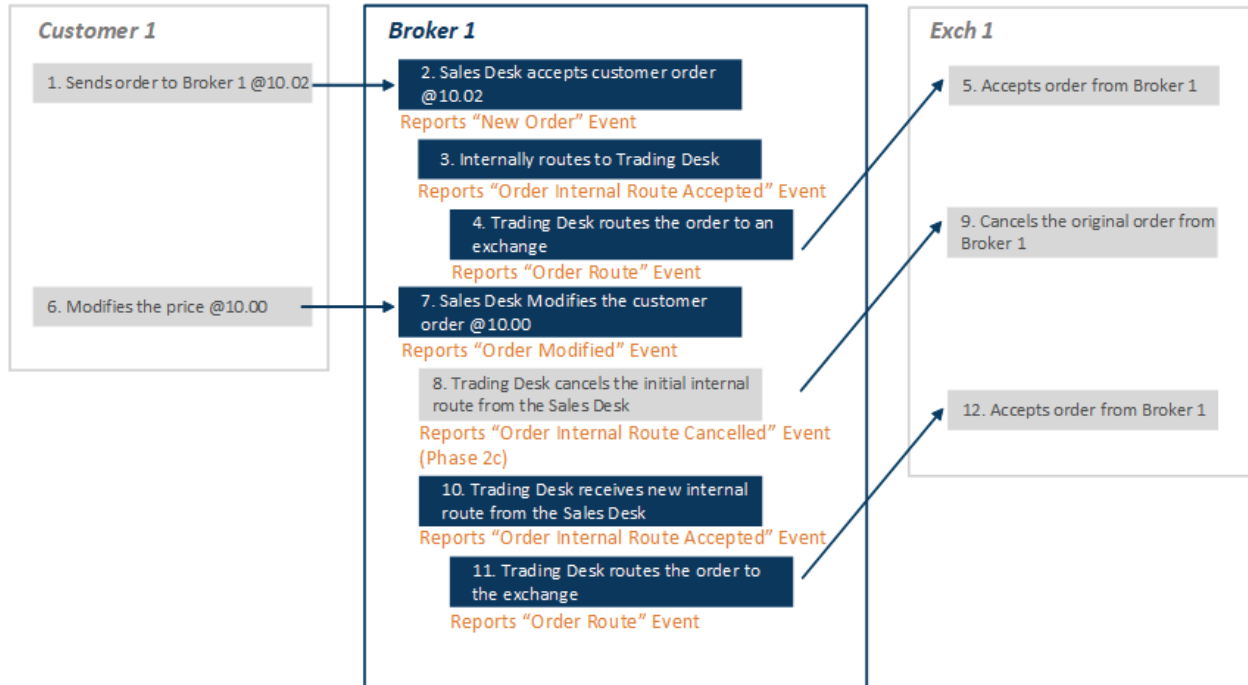 Customer 1
1. Sends order to Broker 1 @10.02
6. Modifies the price @10.00
Broker 1
2. Sales Desk accepts customer order
@10.02
Reports “New Order” Event
3. Internally routes to Trading Desk
Reports “Order Internal Route Accepted” Event
4. Trading Desk routes the order to an
exchange
Reports “Order Route” Event
7. Sales Desk Modifies the customer
order @10.00
Reports “Order Modified” Event
8. Trading Desk cancels the initial internal
route from the Sales Desk
Reports “Order Internal Route Cancelled” Event
(Phase 2c)
10. Trading Desk receives new internal
route from the Sales Desk
Reports “Order Internal Route Accepted” Event
11. Trading Desk routes the order to
the exchange
Reports “Order Route” Event
Exch 1
5. Accepts order from Broker 1
9. Cancels the original order from
Broker 1
12. Accepts order from Broker 1